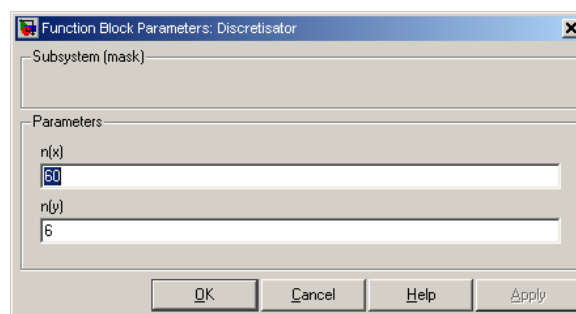 Function Block Parameters: Discretisator
Subsystem (mask)
Parameters
n(x)
60
n(y)
6
OK Cancel Help Apply